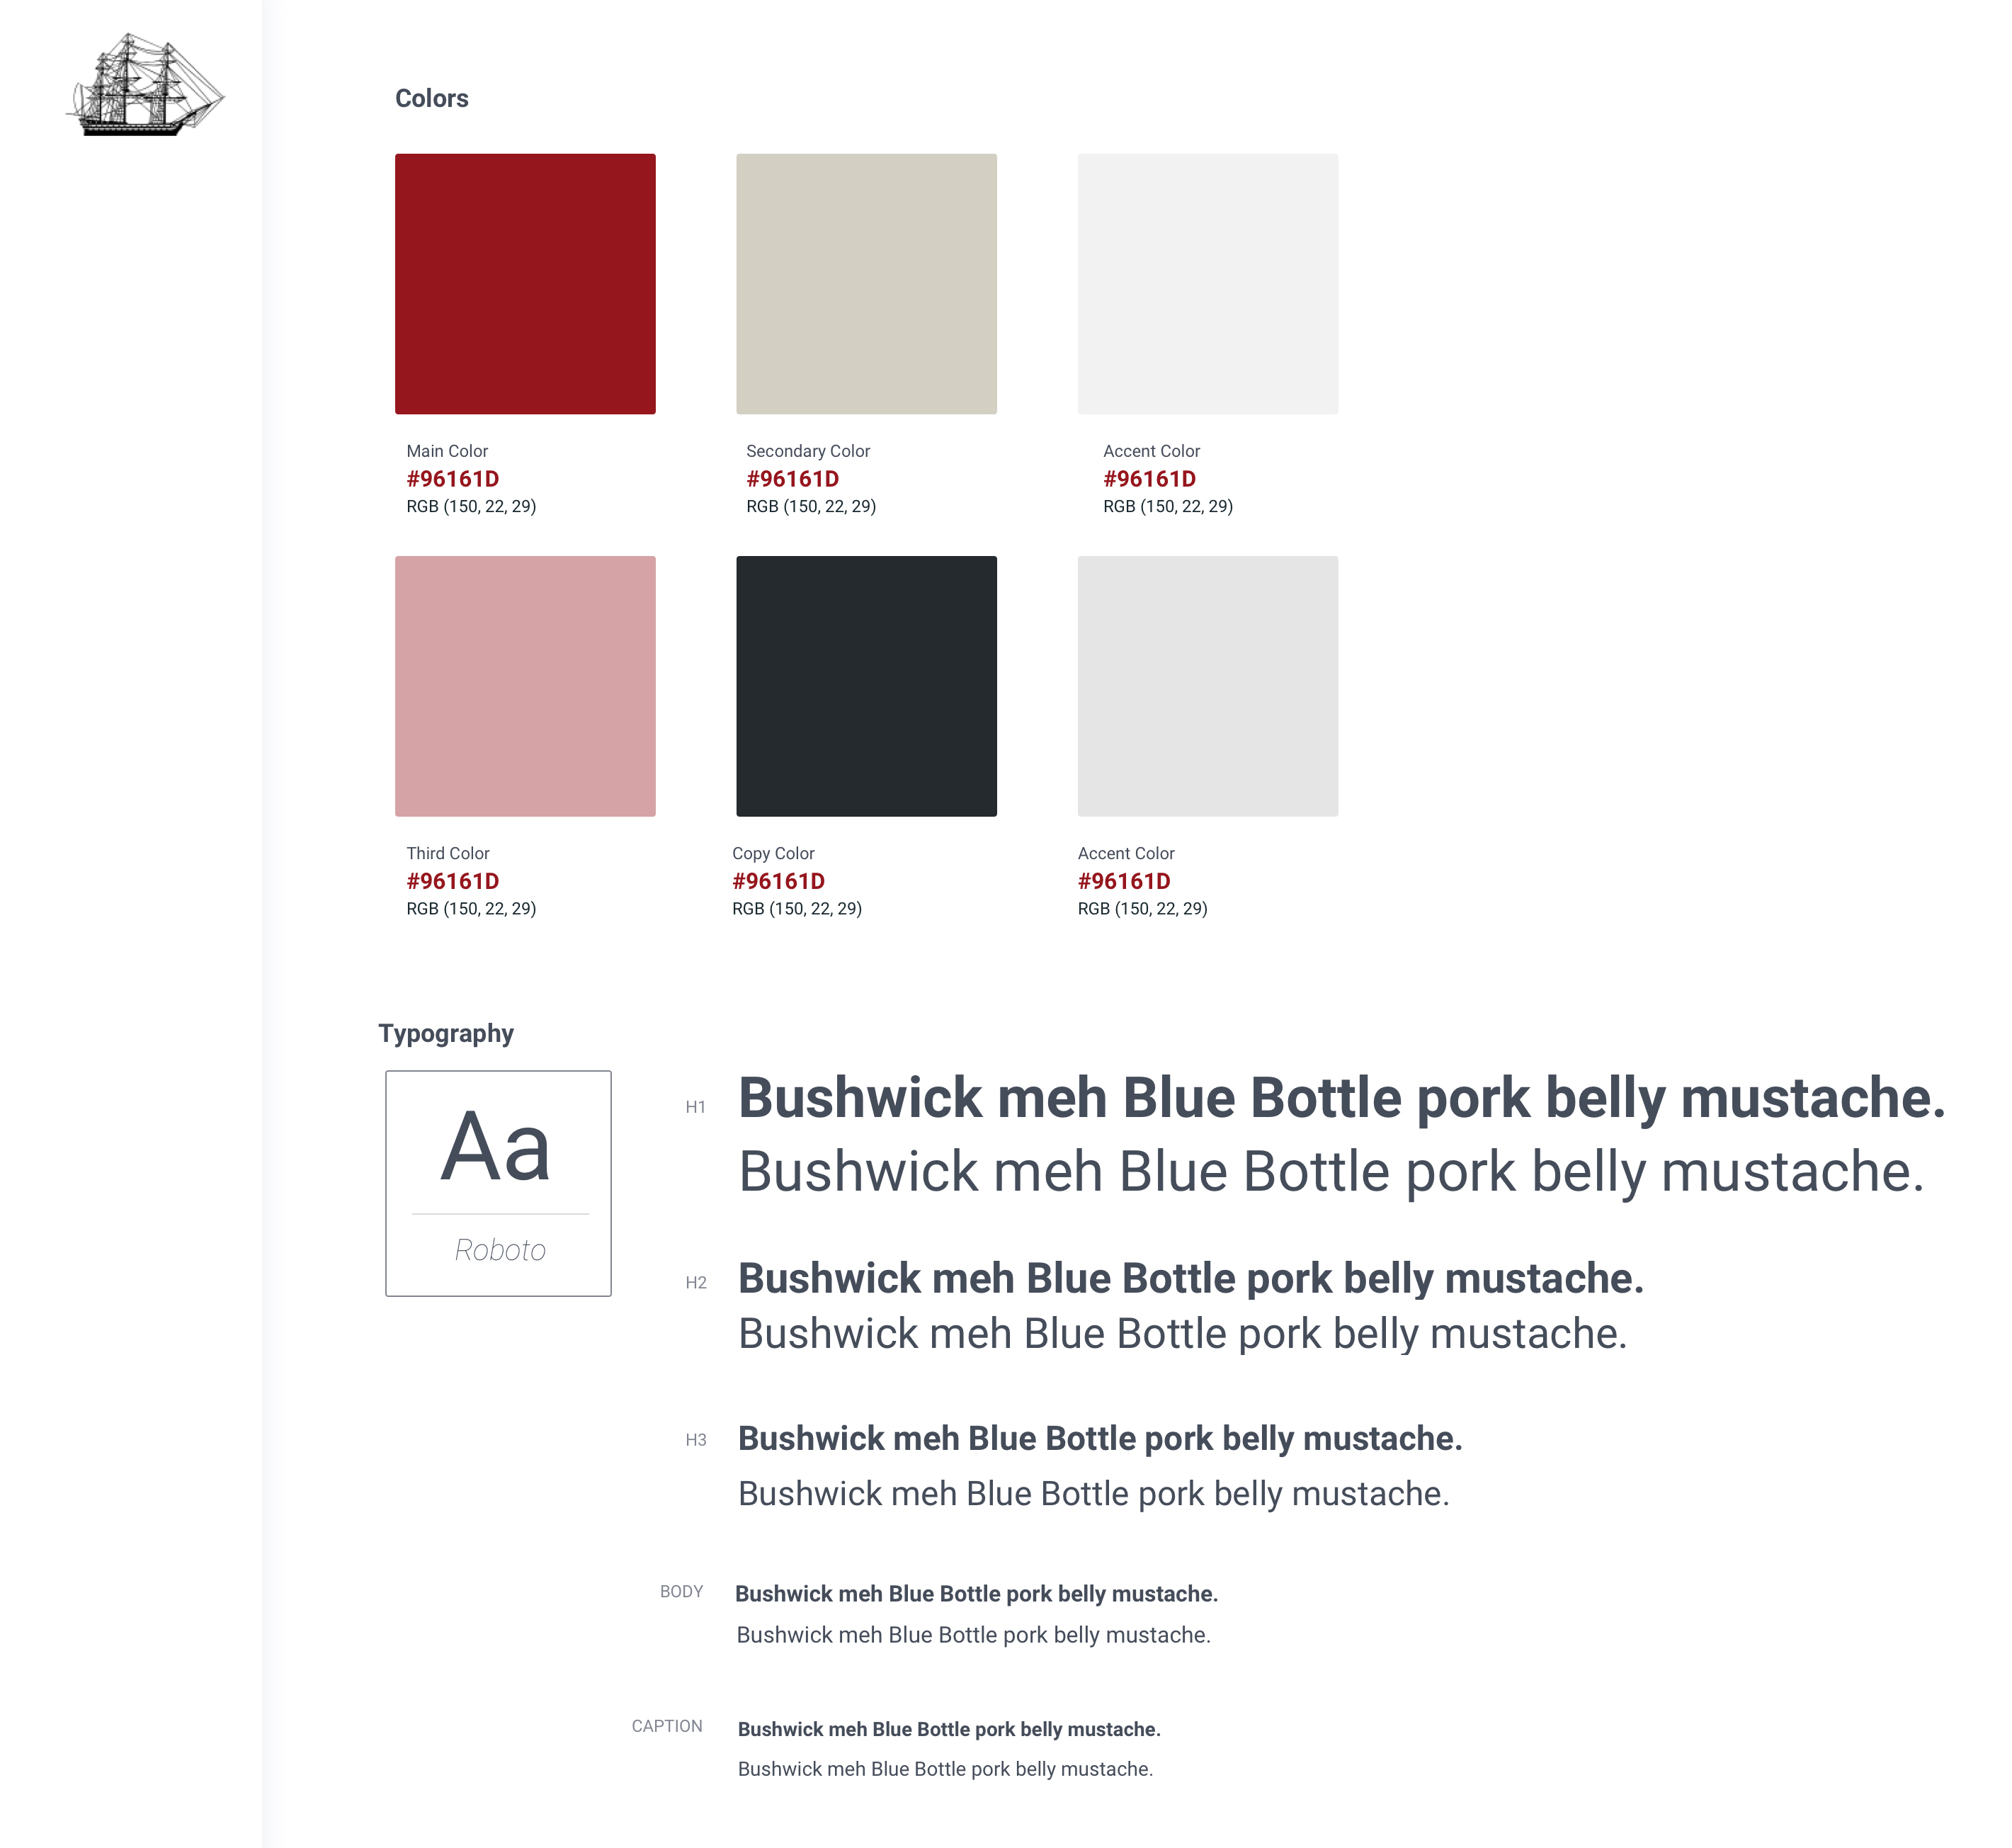 Colors
Main Color
#96161D
RGB (150, 22, 29)
Secondary Color
#96161D
RGB (150, 22, 29)
Accent Color
#96161D
RGB (150, 22, 29)
Third Color
#96161D
RGB (150, 22, 29)
Copy Color
#96161D
RGB (150, 22, 29)
Accent Color
#96161D
RGB (150, 22, 29)
Typography
Aa
Roboto
H1
Bushwick meh Blue Bottle pork belly mustache.
Bushwick meh Blue Bottle pork belly mustache.
H2
Bushwick meh Blue Bottle pork belly mustache.
Bushwick meh Blue Bottle pork belly mustache.
H3
Bushwick meh Blue Bottle pork belly mustache.
Bushwick meh Blue Bottle pork belly mustache.
BODY
Bushwick meh Blue Bottle pork belly mustache.
Bushwick meh Blue Bottle pork belly mustache.
CAPTION
Bushwick meh Blue Bottle pork belly mustache.
Bushwick meh Blue Bottle pork belly mustache.